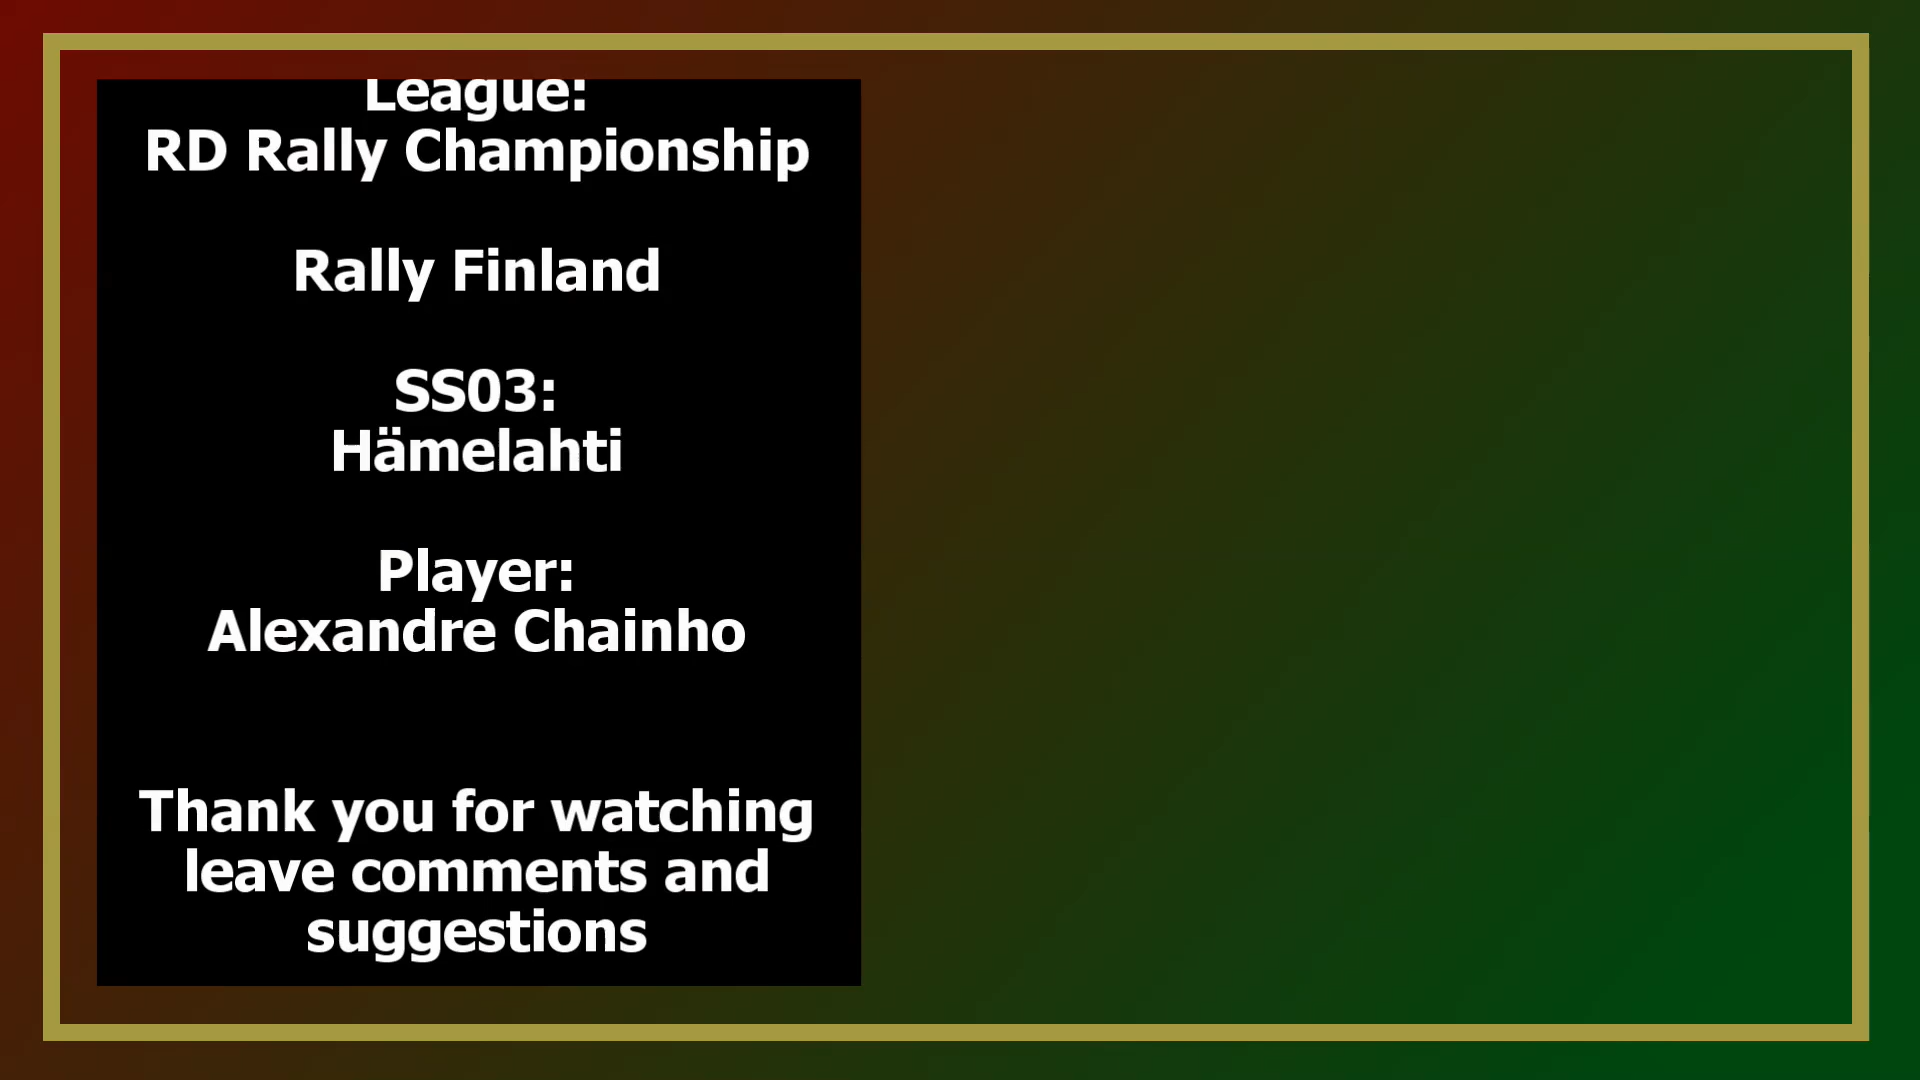 League:
RD Rally Championship
Rally Finland
SS03:
Hämelahti
Player:
Alexandre Chainho
Thank you for watching
leave comments and
suggestions